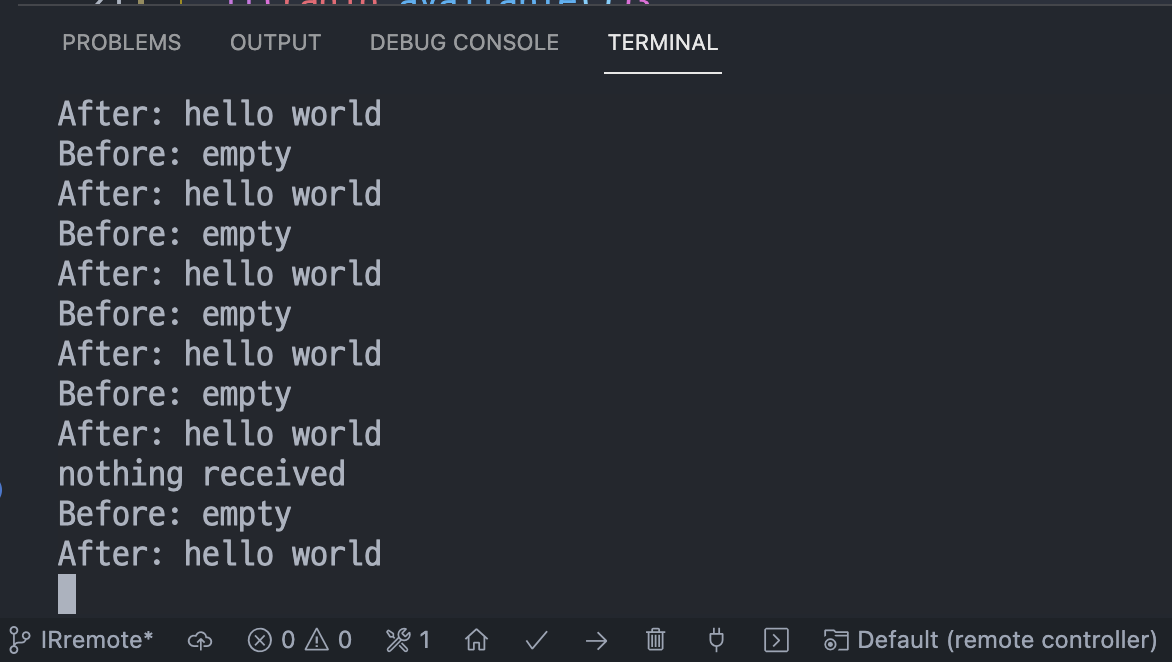 PROBLEMS OUTPUT DEBUG CONSOLE TERMINAL
After: hello world
Before: empty
After: hello world
Before: empty
After: hello world
Before: empty
After: hello world
Before: empty
After: hello world
nothing received
Before: empty
After: hello world
IRremote* 0 0 1 Default (remote controller)